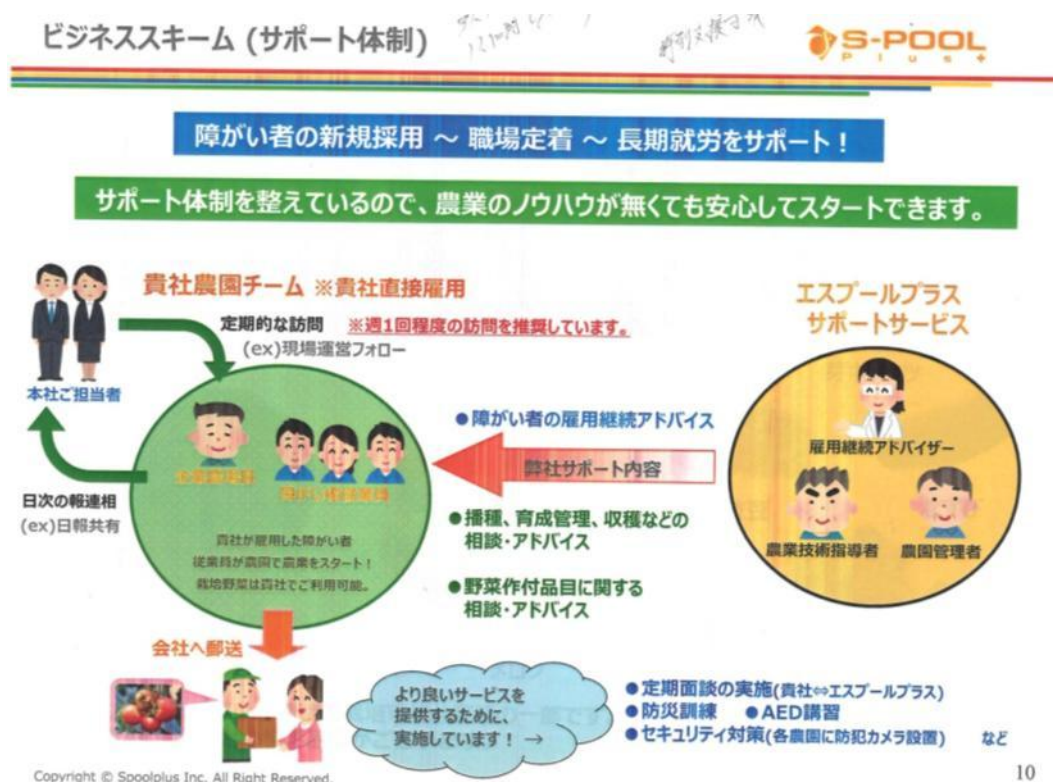 ビジネススキーム (サポート体制)
S-POOL
Plus+
障がい者の新規採用 ～ 職場定着 ～ 長期就労をサポート！
サポート体制を整えているので、農業のノウハウが無くても安心してスタートできます。
貴社農園チーム ※貴社直接雇用
定期的な訪問 ※週1回程度の訪問を推奨しています。
(ex)現場運営フォロー
本社ご担当者
日次の報連相
(ex)日報共有
貴社が雇用した障がい者
従業員が農園で農業をスタート！
栽培野菜は貴社でご利用可能。
会社へ郵送
●障がい者の雇用継続アドバイス
弊社サポート内容
●播種、育成管理、収穫などの
相談・アドバイス
●野菜作付品目に関する
相談・アドバイス
エスプールプラス
サポートサービス
雇用継続アドバイザー
農業技術指導者
農園管理者
より良いサービスを
提供するために、
実施しています！ →
●定期面談の実施(貴社⇔エスプールプラス)
●防災訓練 ●AED講習
●セキュリティ対策(各農園に防犯カメラ設置) など
Copyright © Spoolplus Inc. All Right Reserved.
10